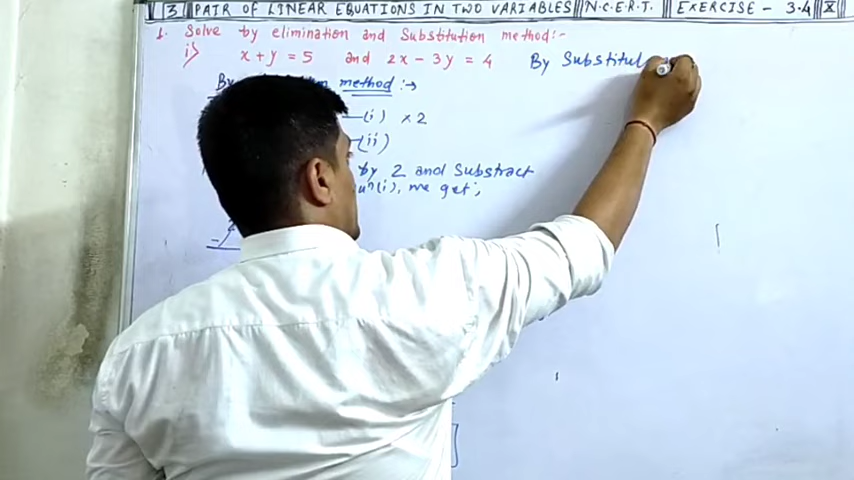 3 PAIR OF LINEAR EQUATIONS IN TWO VARIABLES N.C.E.R.T. EXERCISE - 3.4 X
1. Solve by elimination and Substitution method:-
i) x + y = 5 and 2x - 3y = 4
By method :→
(i) × 2
(ii)
by 2 and Substract
(i), we get;
By Substitut